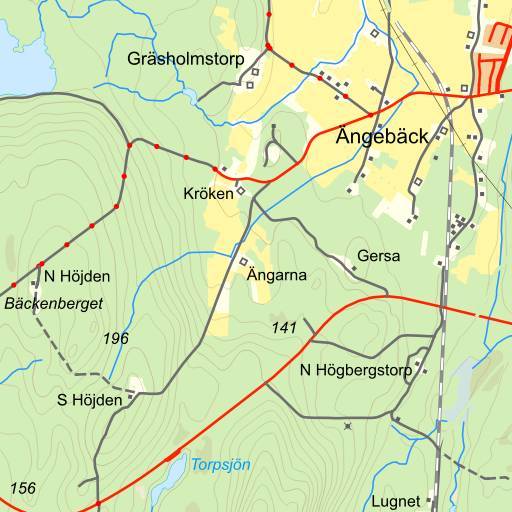 Gräsholmstorp
Ängebäck
Kröken
Gersa
N Höjden
Ängarna
Bäckenberget
141
196
N Högbergstorp
S Höjden
Torpsjön
156
Lugnet